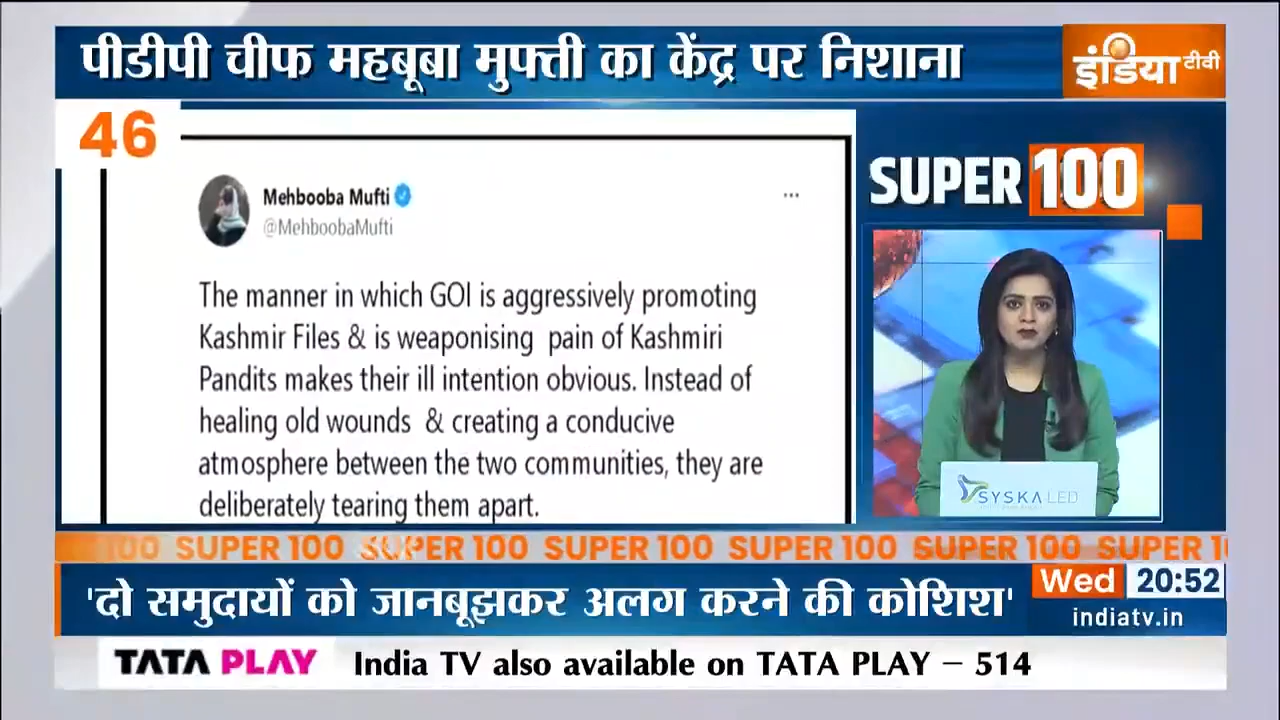 पीडीपी चीफ महबूबा मुफ्ती का केंद्र पर निशाना
इंडिया टीवी
46
SUPER 100
Mehbooba Mufti
@MehboobaMufti
The manner in which GOI is aggressively promoting
Kashmir Files & is weaponising pain of Kashmiri
Pandits makes their ill intention obvious. Instead of
healing old wounds & creating a conducive
atmosphere between the two communities, they are
deliberately tearing them apart.
SYSKA LED
100 SUPER 100 SUPER 100 SUPER 100 SUPER 100 SUPER 100 SUPER 1
'दो समुदायों को जानबूझकर अलग करने की कोशिश'
Wed 20:52
indiatv.in
TATA PLAY India TV also available on TATA PLAY – 514